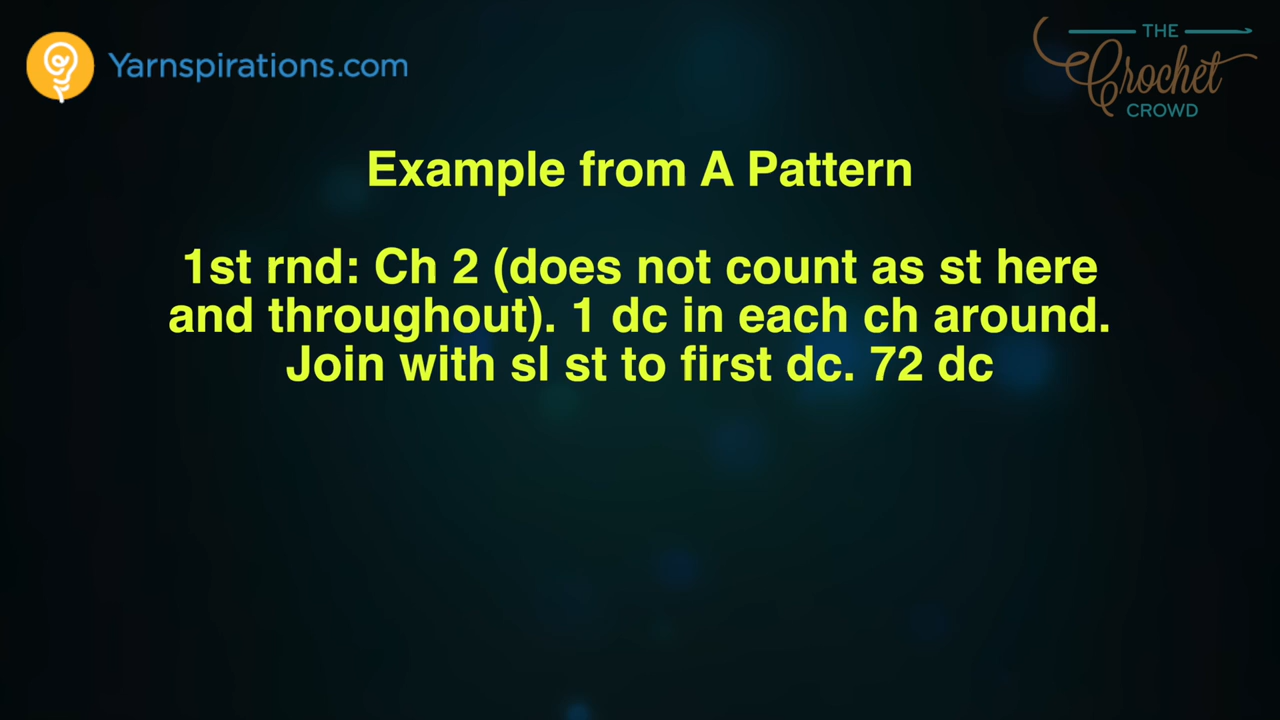 Yarnspirations.com
THE
Crochet
CROWD
Example from A Pattern
1st rnd: Ch 2 (does not count as st here
and throughout). 1 dc in each ch around.
Join with sl st to first dc. 72 dc